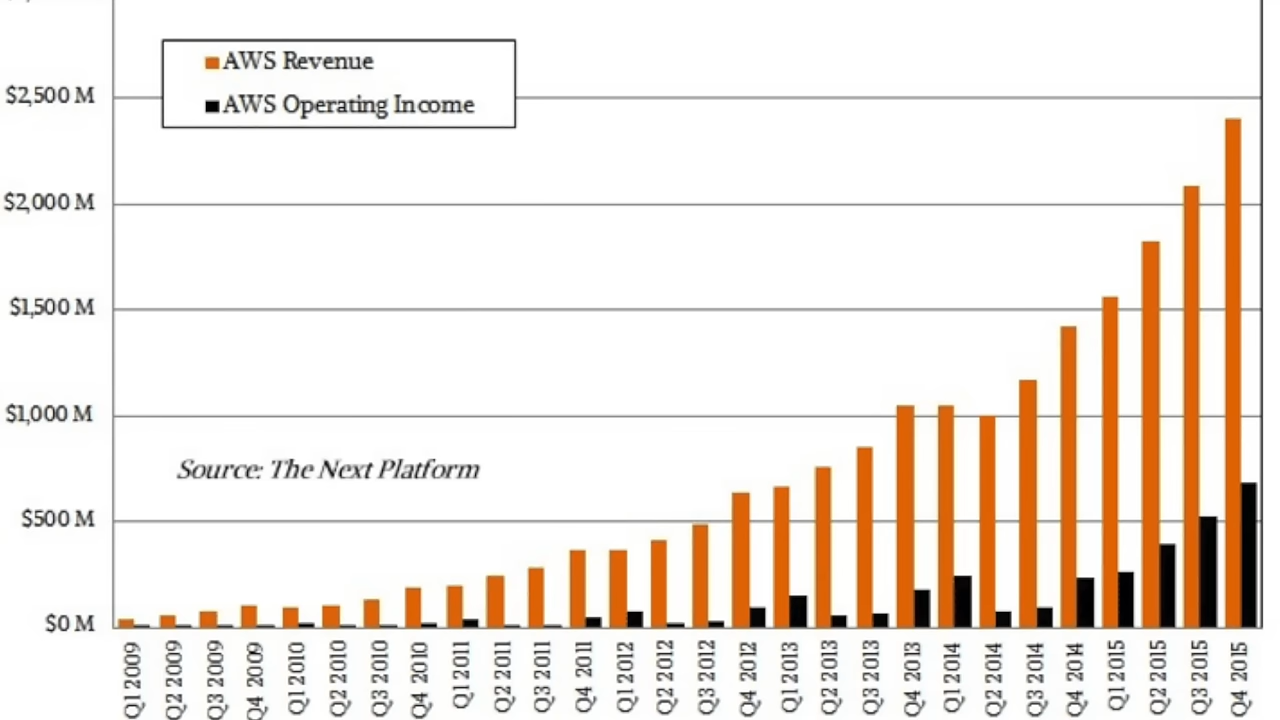 AWS Revenue
AWS Operating Income
$2,500 M
$2,000 M
$1,500 M
$1,000 M
$500 M
$0 M
Source: The Next Platform
Q1 2009
Q2 2009
Q3 2009
Q4 2009
Q1 2010
Q2 2010
Q3 2010
Q4 2010
Q1 2011
Q2 2011
Q3 2011
Q4 2011
Q1 2012
Q2 2012
Q3 2012
Q4 2012
Q1 2013
Q2 2013
Q3 2013
Q4 2013
Q1 2014
Q2 2014
Q3 2014
Q4 2014
Q1 2015
Q2 2015
Q3 2015
Q4 2015